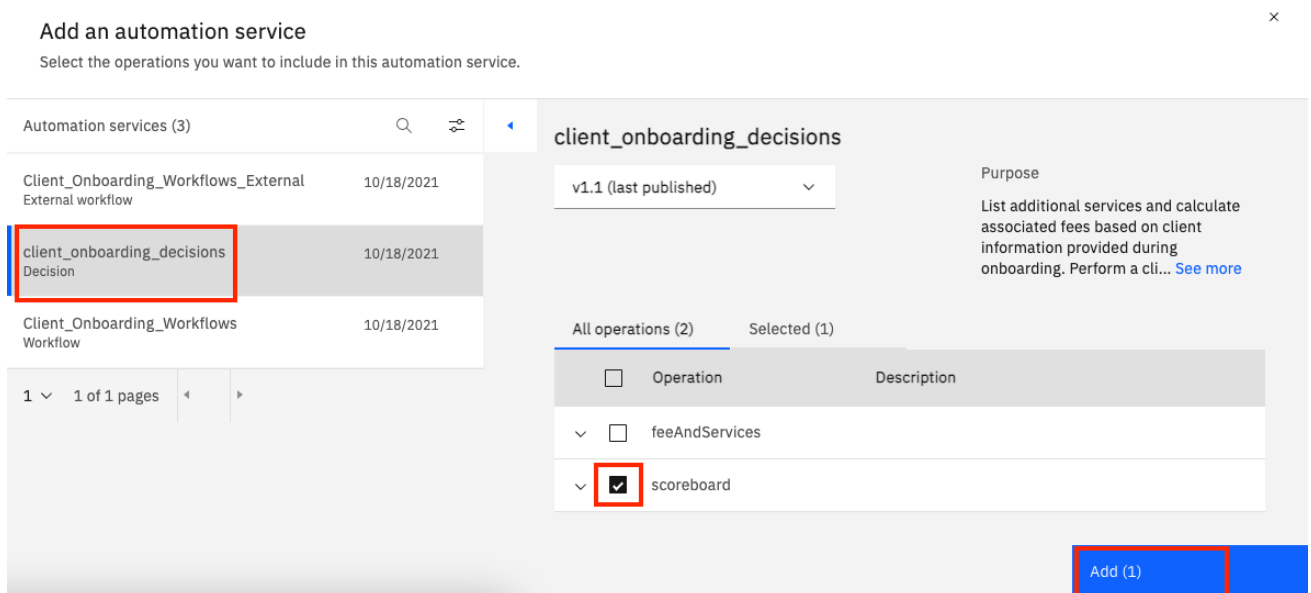 Add an automation service
Select the operations you want to include in this automation service.
Automation services (3)
Client_Onboarding_Workflows_External 10/18/2021
External workflow
client_onboarding_decisions 10/18/2021
Decision
Client_Onboarding_Workflows 10/18/2021
Workflow
1 1 of 1 pages
client_onboarding_decisions
v1.1 (last published)
Purpose
List additional services and calculate
associated fees based on client
information provided during
onboarding. Perform a cli... See more
All operations (2) Selected (1)
Operation Description
feeAndServices
scoreboard
Add (1)